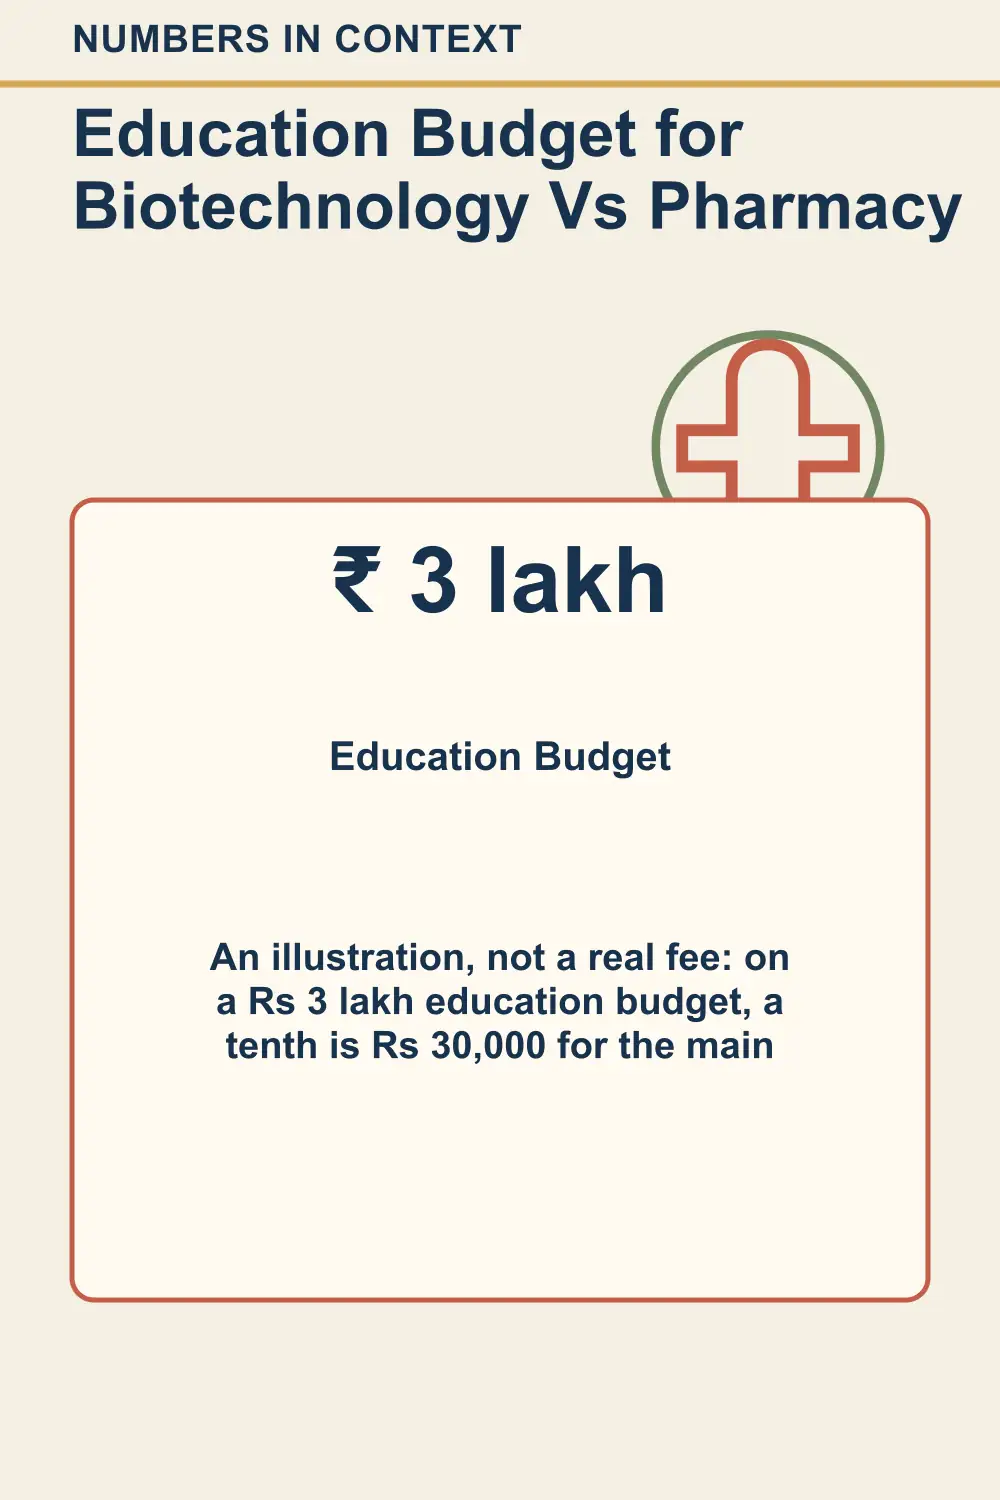 NUMBERS IN CONTEXT
Education Budget for
Biotechnology Vs Pharmacy
₹ 3 lakh
Education Budget
An illustration, not a real fee: on
a Rs 3 lakh education budget, a
tenth is Rs 30,000 for the main